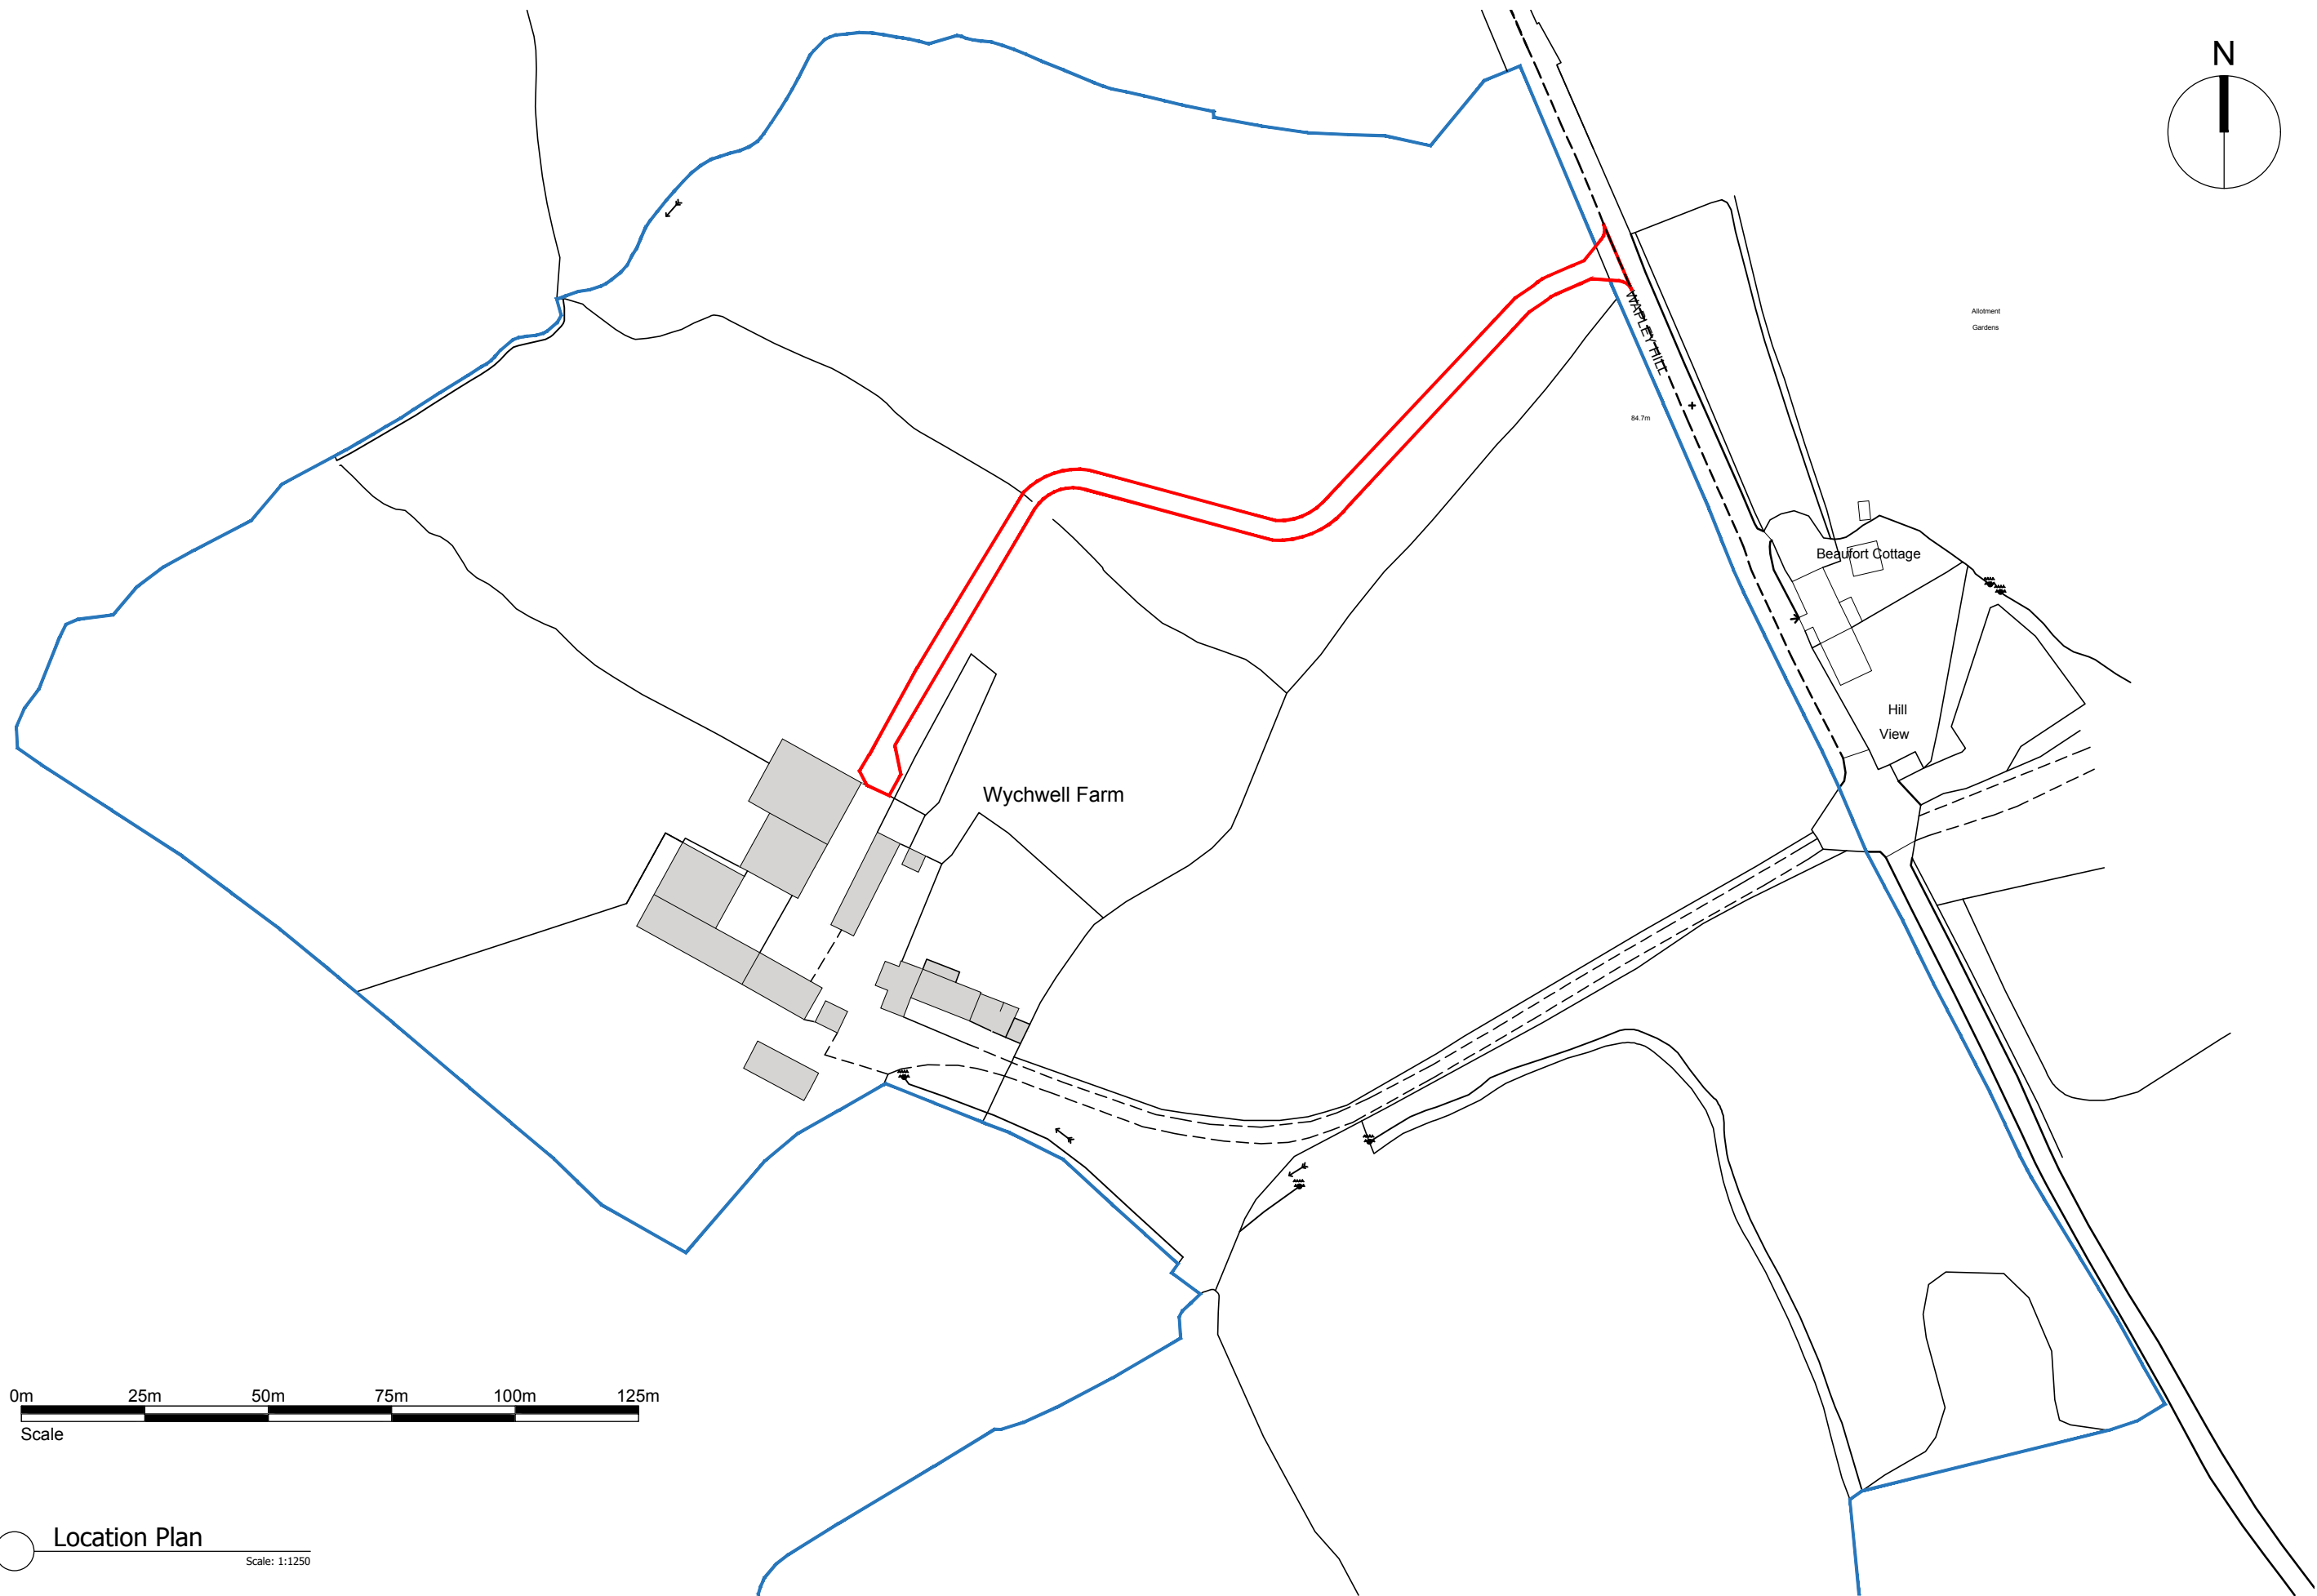 N
WAPLEY HILL
Allotment
Gardens
84.7m
Beaufort Cottage
Hill
View
Wychwell Farm
0m 25m 50m 75m 100m 125m
Scale
Location Plan
Scale: 1:1250